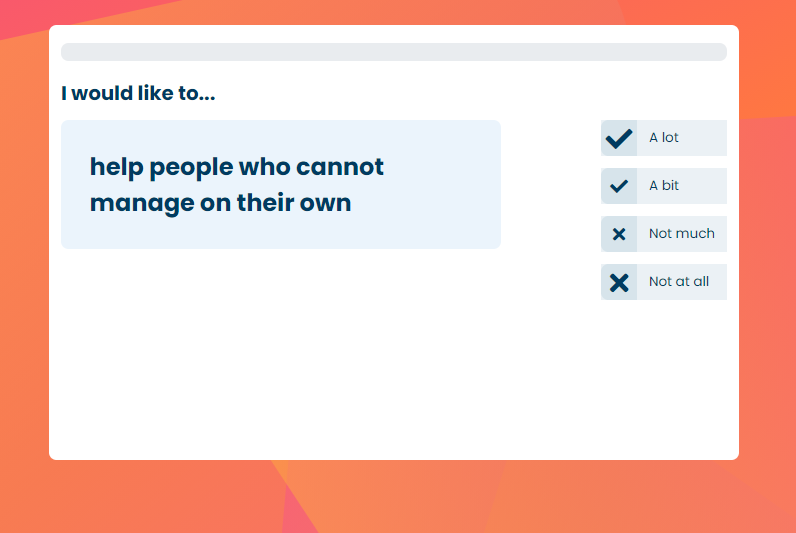 I would like to...
help people who cannot
manage on their own
A lot
A bit
Not much
Not at all